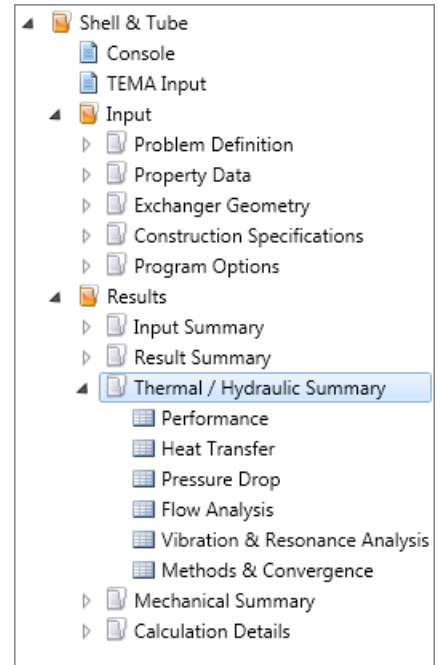 Shell & Tube
Console
TEMA Input
Input
Problem Definition
Property Data
Exchanger Geometry
Construction Specifications
Program Options
Results
Input Summary
Result Summary
Thermal / Hydraulic Summary
Performance
Heat Transfer
Pressure Drop
Flow Analysis
Vibration & Resonance Analysis
Methods & Convergence
Mechanical Summary
Calculation Details